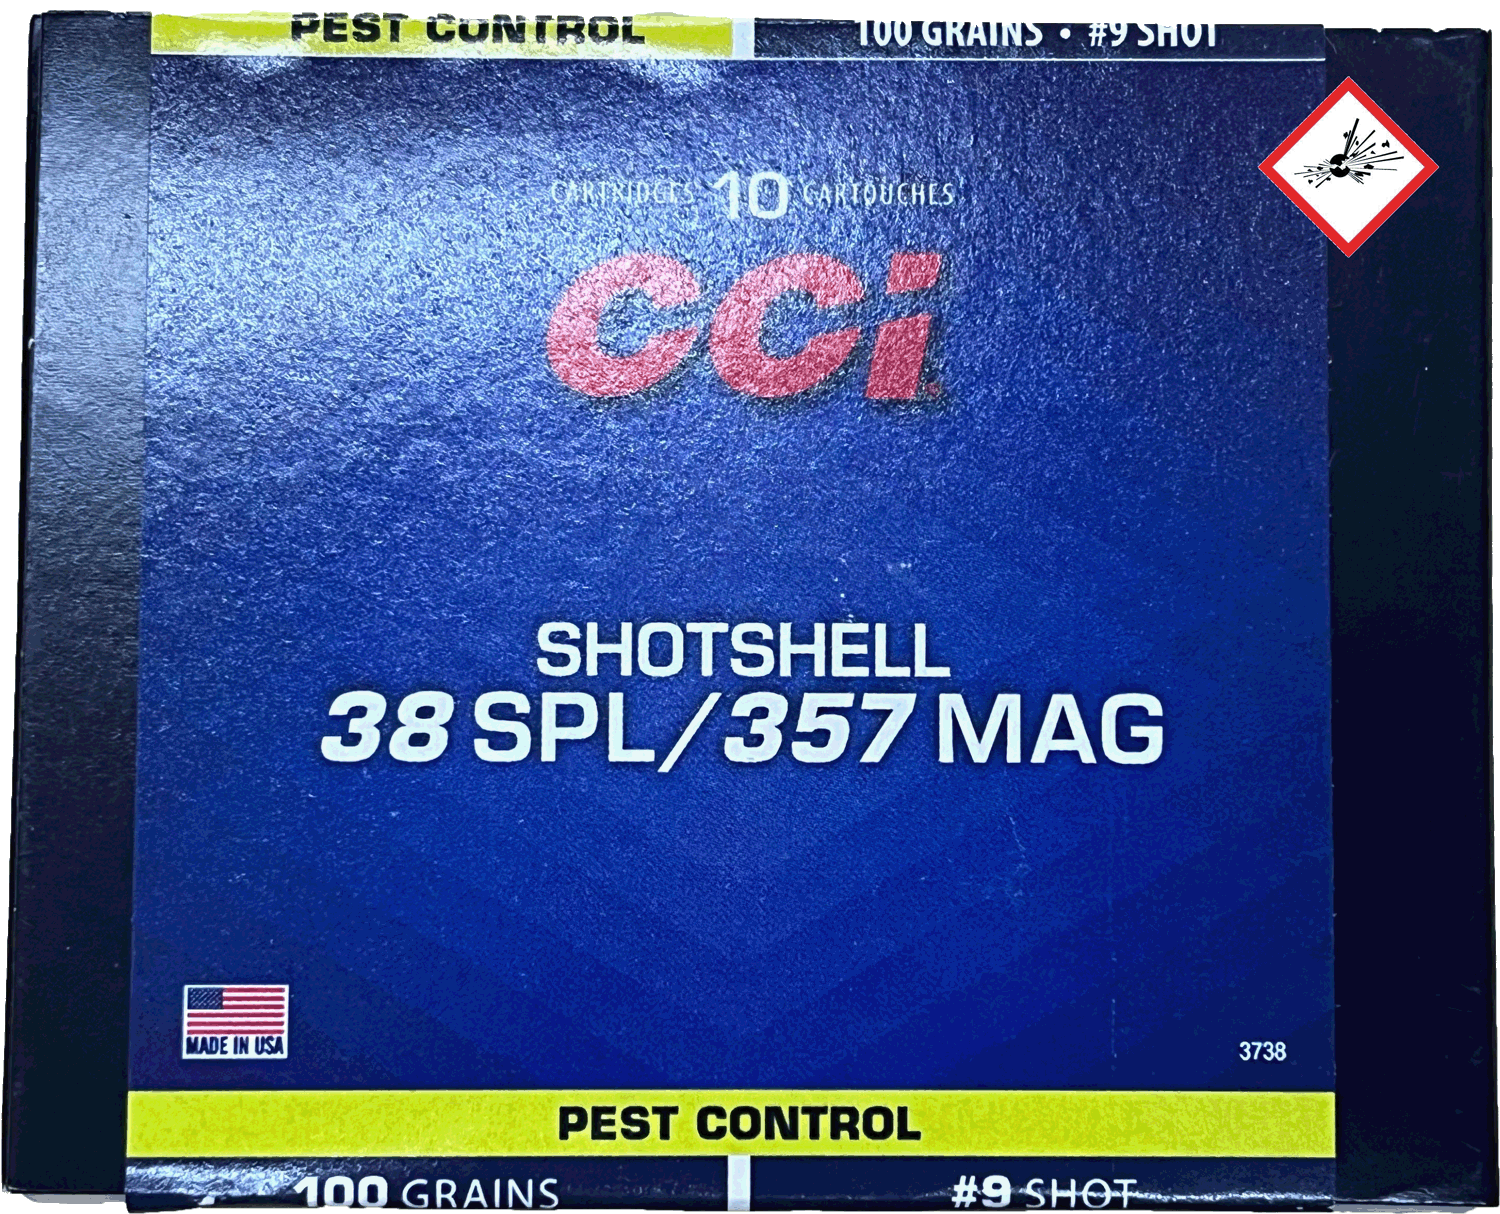 PEST CONTROL
100 GRAINS • #9 SHOT
CARTRIDGES 10 CARTOUCHES
CCI
SHOTSHELL
38 SPL/357 MAG
MADE IN USA
3738
PEST CONTROL
100 GRAINS
#9 SHOT